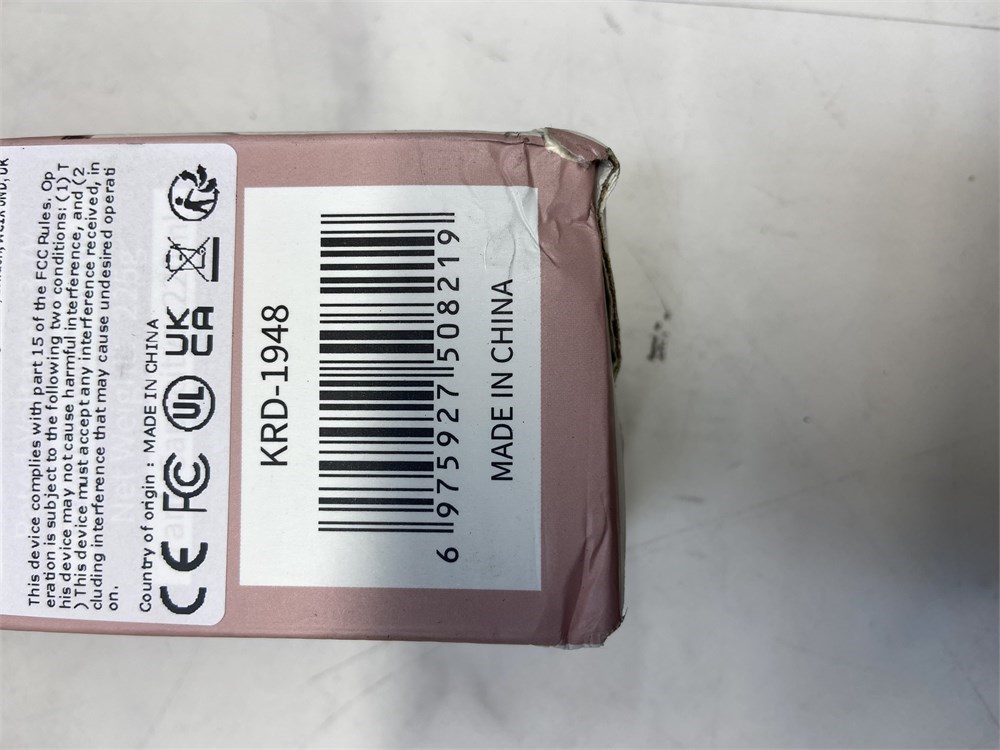 This device complies with part 15 of the FCC Rules. Op
eration is subject to the following two conditions: (1) T
his device may not cause harmful interference, and (2
) This device must accept any interference received, in
cluding interference that may cause undesired operati
on.
Country of origin : MADE IN CHINA
CE FC UL UK CA
KRD-1948
6 975927 508219
MADE IN CHINA